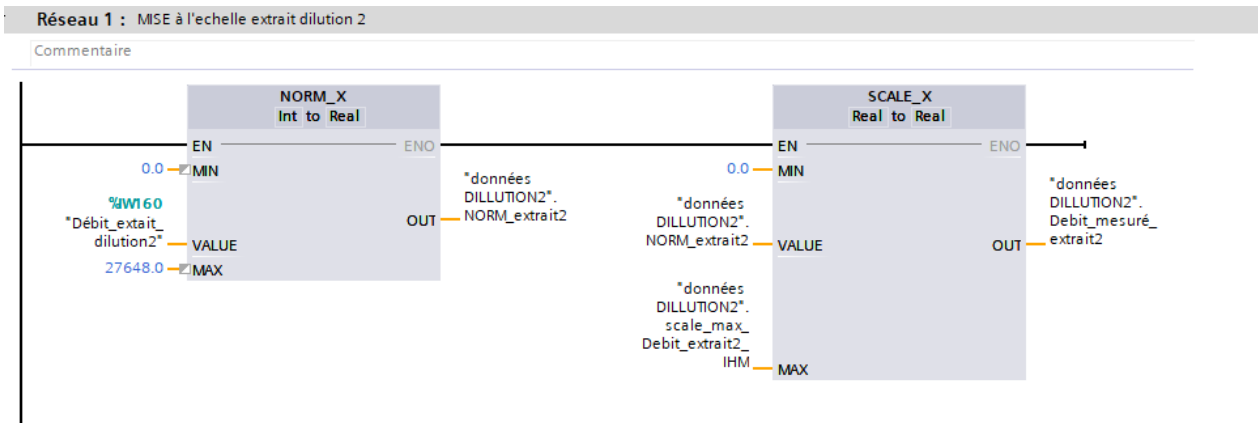 Réseau 1 : MISE à l'echelle extrait dilution 2
Commentaire
NORM_X
Int to Real
EN
ENO
0.0
MIN
%IW160
"Débit_extait_
dilution2"
VALUE
27648.0
MAX
OUT
"données
DILLUTION2".
NORM_extrait2
SCALE_X
Real to Real
EN
ENO
0.0
MIN
"données
DILLUTION2".
NORM_extrait2
VALUE
"données
DILLUTION2".
scale_max_
Debit_extrait2_
IHM
MAX
OUT
"données
DILLUTION2".
Debit_mesuré_
extrait2